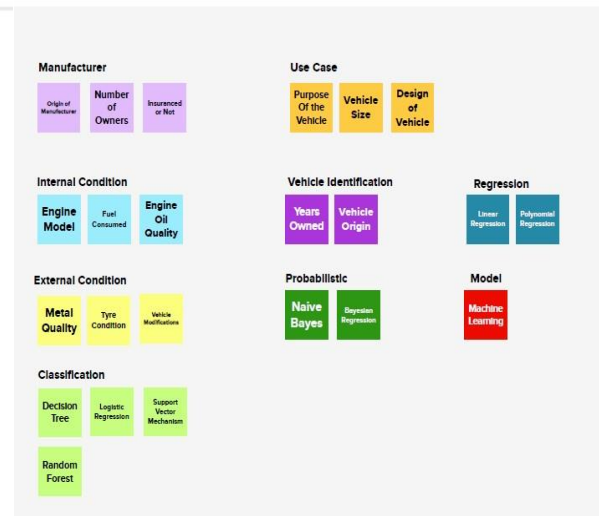 Manufacturer
Origin of
Manufacturer
Number
of
Owners
Insuranced
or Not
Use Case
Purpose
Of the
Vehicle
Vehicle
Size
Design
of
Vehicle
Internal Condition
Engine
Model
Fuel
Consumed
Engine
Oil
Quality
Vehicle Identification
Years
Owned
Vehicle
Origin
Regression
Linear
Regression
Polynomial
Regression
External Condition
Metal
Quality
Tyre
Condition
Vehicle
Modifications
Probabilistic
Naive
Bayes
Bayesian
Regression
Model
Machine
Learning
Classification
Decision
Tree
Logistic
Regression
Support
Vector
Mechanism
Random
Forest